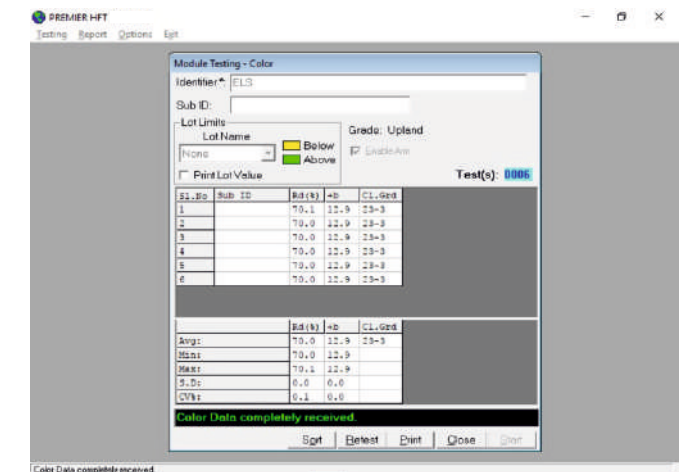 PREMIER HFT
Testing Report Options Exit
Module Testing - Color
Identifier*: ELS
Sub ID:
Lot Limits
Lot Name
None
Below
Above
Print Lot Value
Grade: Upland
Enable Arm
Test(s): 0006
Sl.No Sub ID Rd(%) +b Cl.Grd
1 70.1 12.9 23-3
2 70.0 12.9 23-3
3 70.0 12.9 23-3
4 70.0 12.9 23-3
5 70.0 12.9 23-3
6 70.0 12.9 23-3
Rd(%) +b Cl.Grd
Avg: 70.0 12.9 23-3
Min: 70.0 12.9
Max: 70.1 12.9
S.D: 0.0 0.0
CV%: 0.1 0.0
Color Data completely received.
Sort Retest Print Close Start
Color Data completely received.